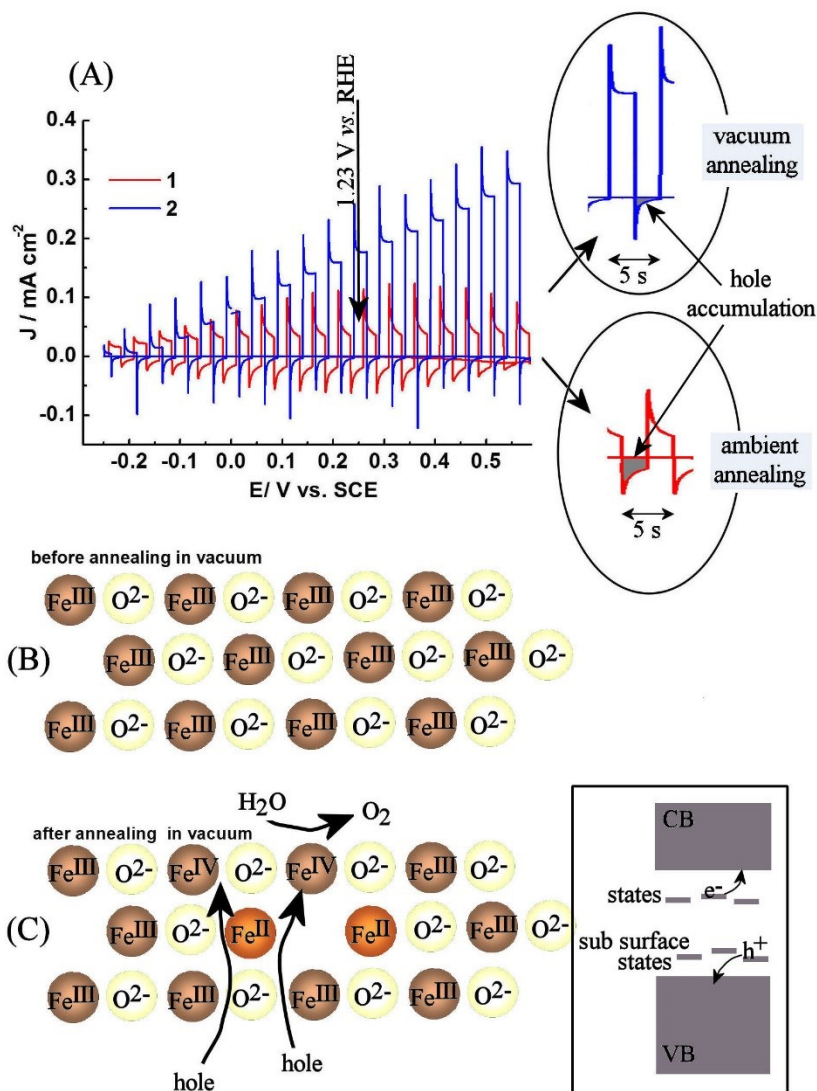 (A)
1.23 V vs. RHE
J / mA cm-2
0.4
0.3
0.2
0.1
0.0
-0.1
1
2
-0.2 -0.1 0.0 0.1 0.2 0.3 0.4 0.5
E/ V vs. SCE
vacuum
annealing
5 s
hole
accumulation
ambient
annealing
5 s
before annealing in vacuum
(B)
FeIII O2- FeIII O2- FeIII O2- FeIII O2-
FeIII O2- FeIII O2- FeIII O2- FeIII O2-
FeIII O2- FeIII O2- FeIII O2- FeIII O2-
H2O O2
after annealing in vacuum
(C)
FeIII O2- FeIV O2- FeIV O2- FeIII O2-
FeIII O2- FeII FeII O2- FeIII O2-
FeIII O2- FeIII O2- FeIII O2- FeIII O2-
hole hole
CB
states e-
sub surface
states h+
VB